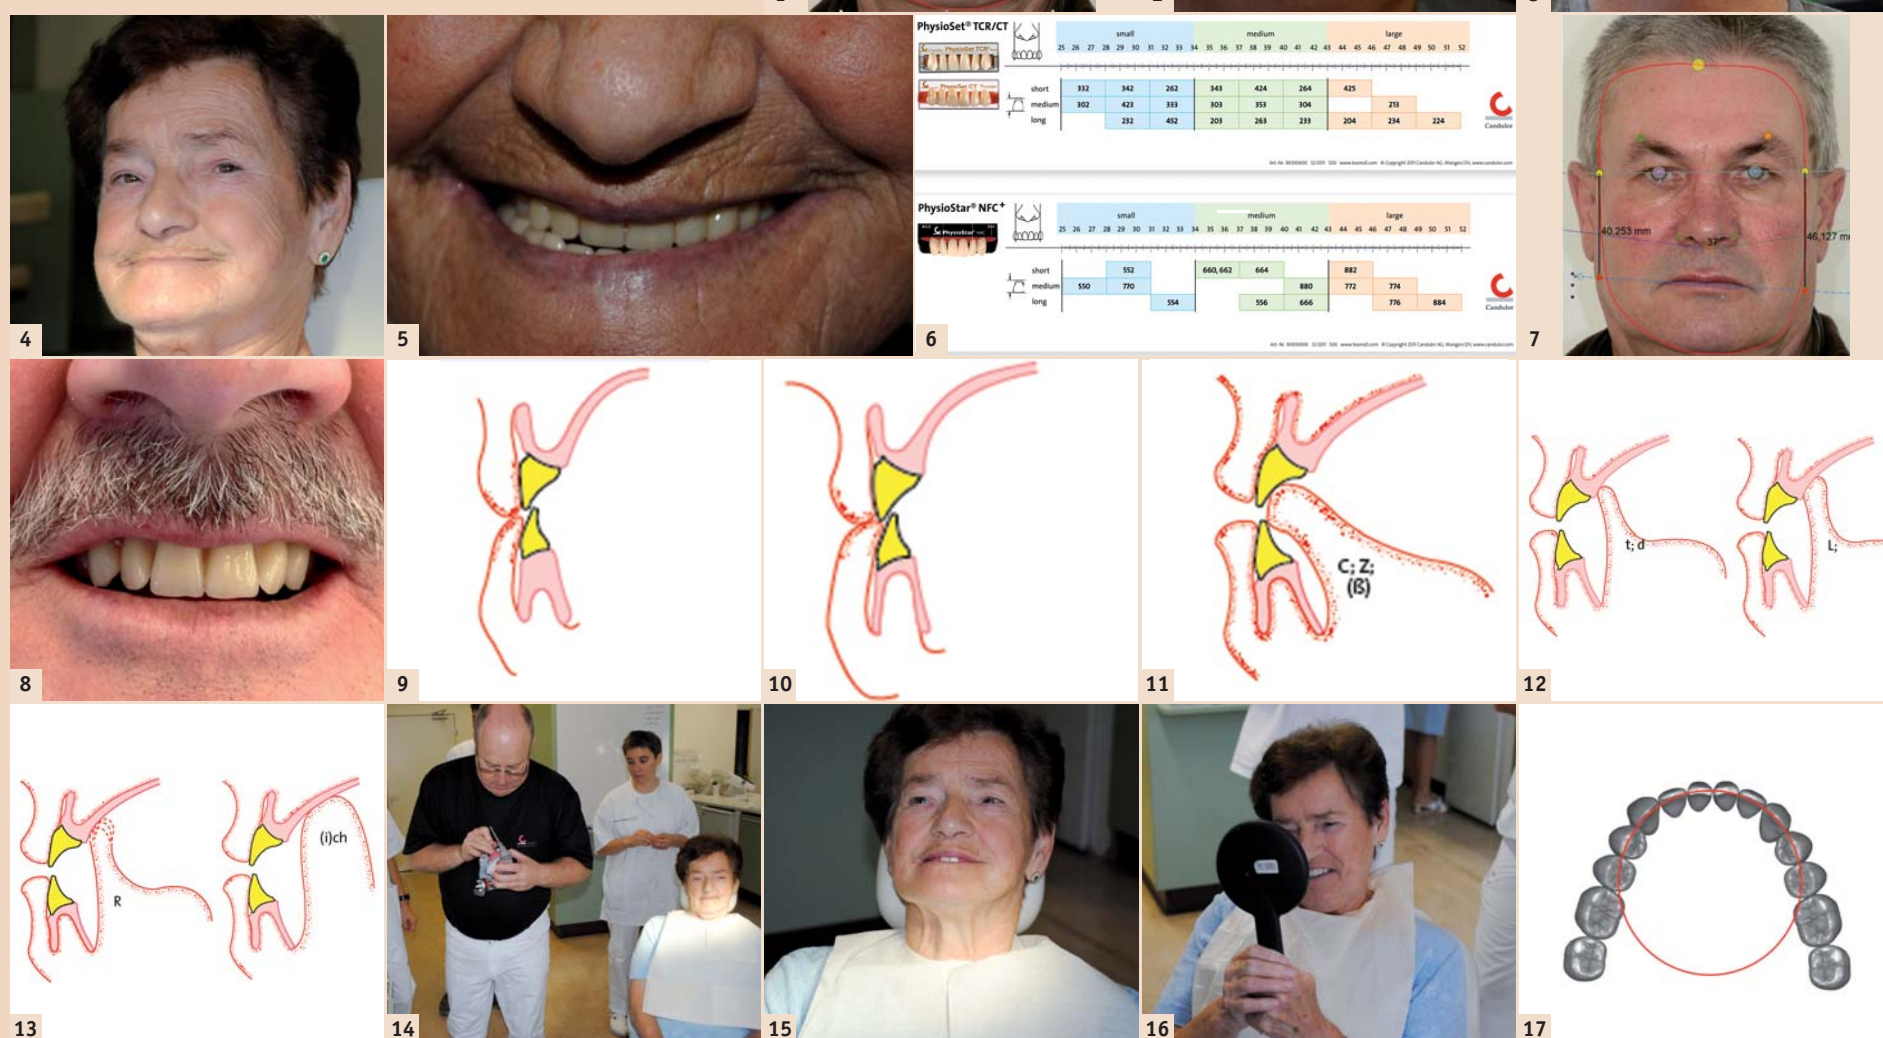 PhysioSet® TCR/CT
small medium large
25 26 27 28 29 30 31 32 33 34 35 36 37 38 39 40 41 42 43 44 45 46 47 48 49 50 51 52
short 332 342 262 343 424 264 425
medium 302 423 333 303 353 304 213
long 232 452 203 263 233 204 234 224
Candulor
PhysioStar® NFC+
small medium large
25 26 27 28 29 30 31 32 33 34 35 36 37 38 39 40 41 42 43 44 45 46 47 48 49 50 51 52
short 552 660, 662 664 882
medium 550 770 880 772 774
long 554 556 666 776 884
Candulor
40,253 mm
37
46,127
4
5
6
7
C; Z;
(ß)
t; d
L;
8
9
10
11
12
R
(i)ch
13
14
15
16
17